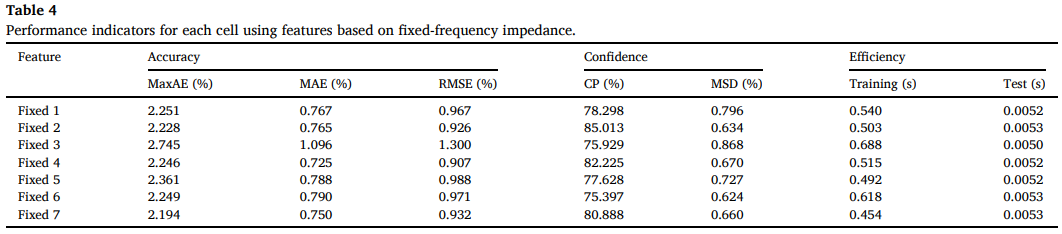 Table 4
Performance indicators for each cell using features based on fixed-frequency impedance.
Feature Accuracy Confidence Efficiency
MaxAE (%) MAE (%) RMSE (%) CP (%) MSD (%) Training (s) Test (s)
Fixed 1 2.251 0.767 0.967 78.298 0.796 0.540 0.0052
Fixed 2 2.228 0.765 0.926 85.013 0.634 0.503 0.0053
Fixed 3 2.745 1.096 1.300 75.929 0.868 0.688 0.0050
Fixed 4 2.246 0.725 0.907 82.225 0.670 0.515 0.0052
Fixed 5 2.361 0.788 0.988 77.628 0.727 0.492 0.0052
Fixed 6 2.249 0.790 0.971 75.397 0.624 0.618 0.0053
Fixed 7 2.194 0.750 0.932 80.888 0.660 0.454 0.0053